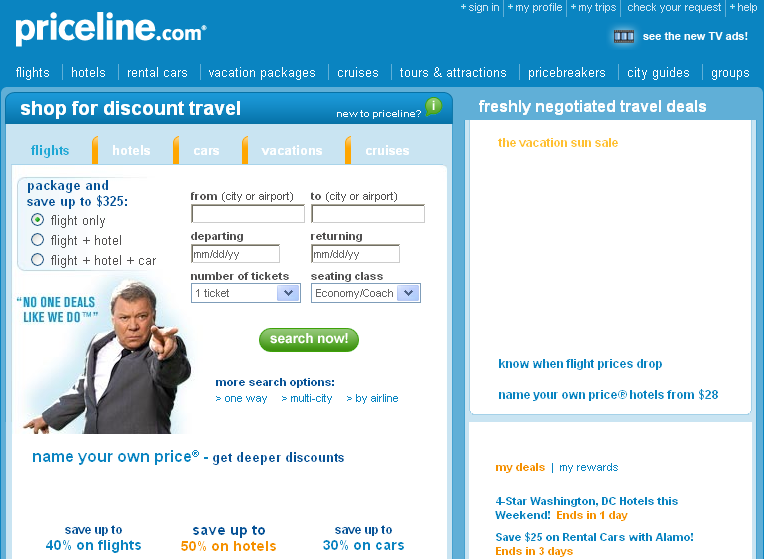 + sign in | + my profile | + my trips | check your request | + help
priceline.com®
see the new TV ads!
flights | hotels | rental cars | vacation packages | cruises | tours & attractions | pricebreakers | city guides | groups
shop for discount travel
new to priceline? i
flights hotels cars vacations cruises
package and
save up to $325:
flight only
flight + hotel
flight + hotel + car
from (city or airport) to (city or airport)
departing returning
mm/dd/yy mm/dd/yy
number of tickets seating class
1 ticket Economy/Coach
"NO ONE DEALS
LIKE WE DO™"
search now!
more search options:
> one way > multi-city > by airline
name your own price® - get deeper discounts
save up to
40% on flights
save up to
50% on hotels
save up to
30% on cars
freshly negotiated travel deals
the vacation sun sale
know when flight prices drop
name your own price® hotels from $28
my deals | my rewards
4-Star Washington, DC Hotels this
Weekend! Ends in 1 day
Save $25 on Rental Cars with Alamo!
Ends in 3 days